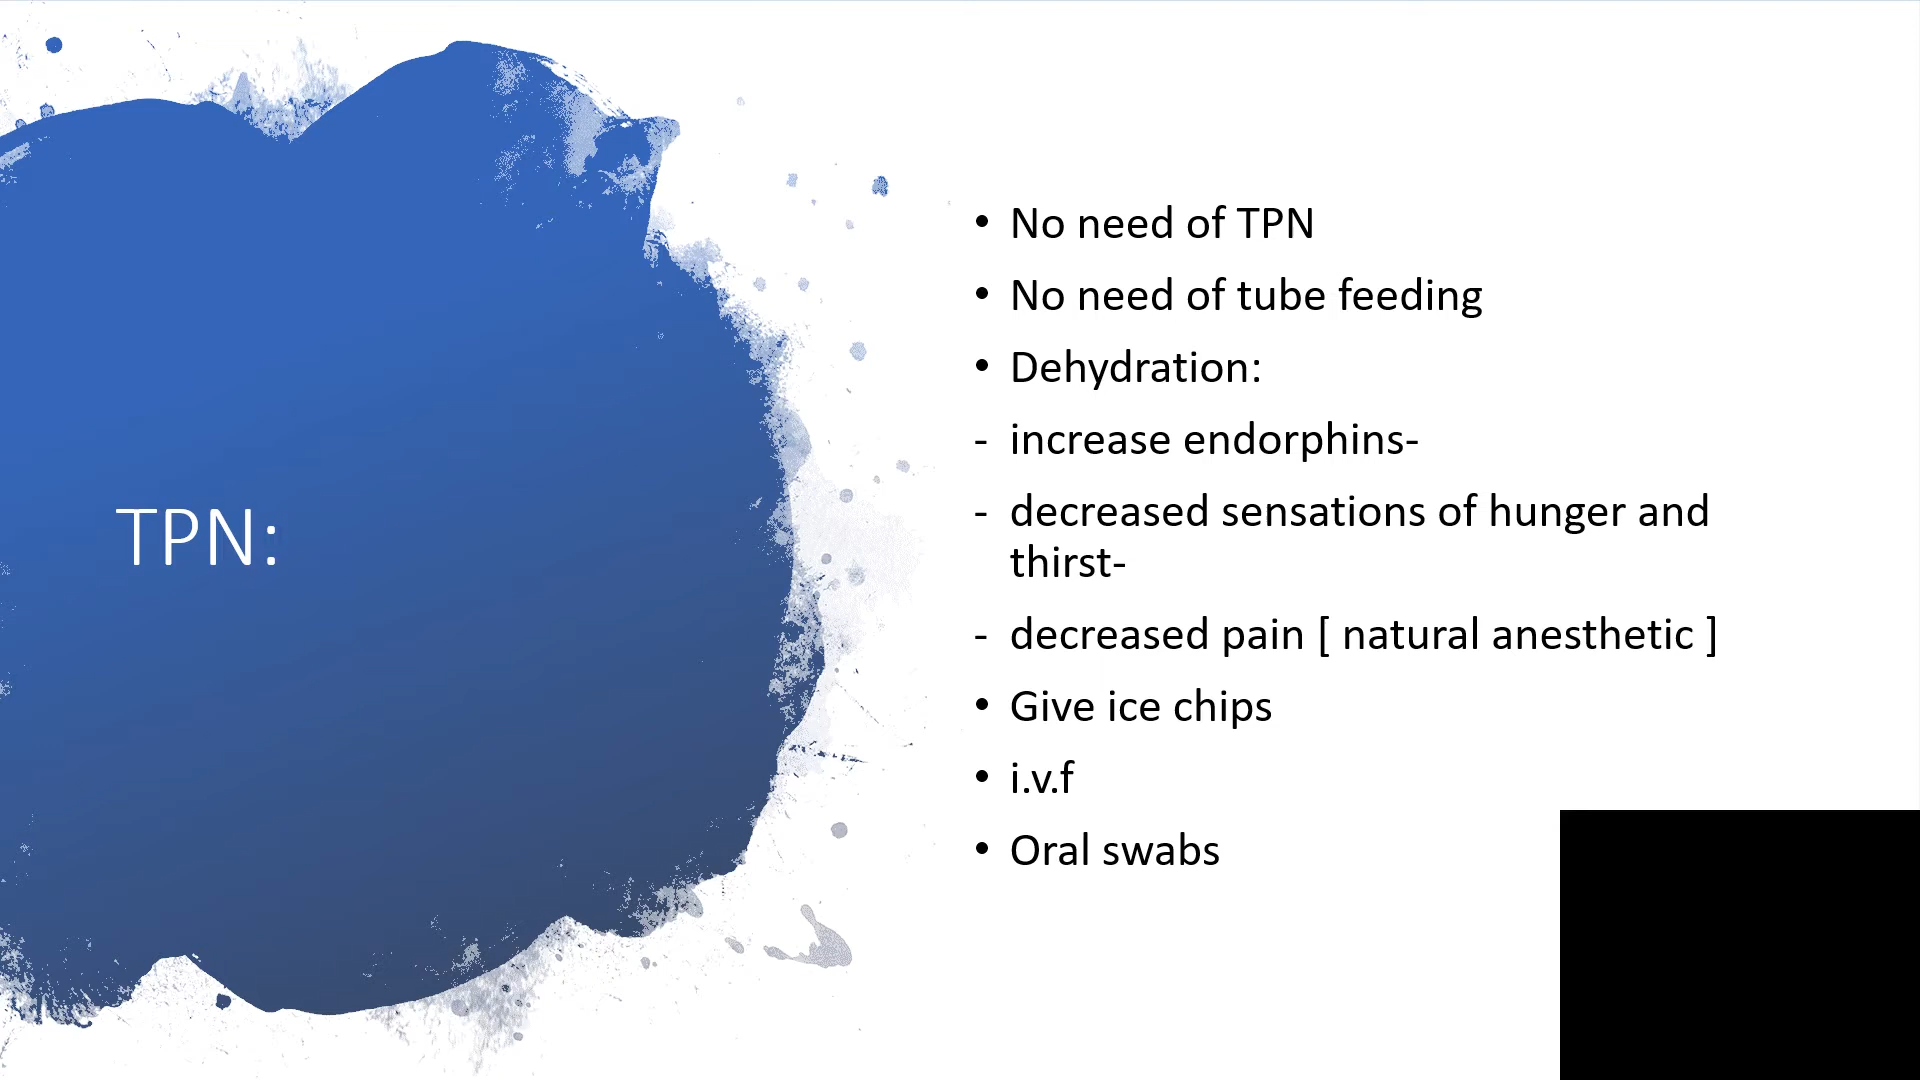 TPN:
• No need of TPN
• No need of tube feeding
• Dehydration:
- increase endorphins-
- decreased sensations of hunger and
thirst-
- decreased pain [ natural anesthetic ]
• Give ice chips
• i.v.f
• Oral swabs